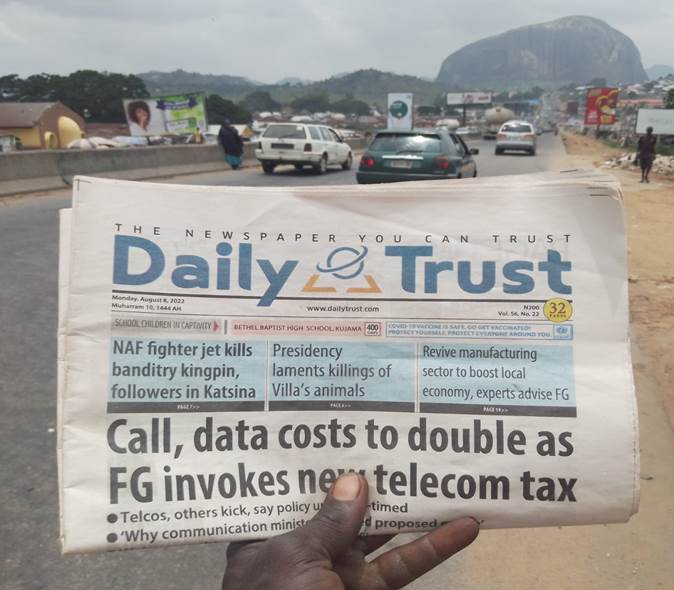 THE NEWSPAPER YOU CAN TRUST
Daily Trust
Monday, August 8, 2022
Muharram 10, 1444 AH
www.dailytrust.com
N200
Vol. 56, No. 22
32
PAGES
SCHOOL CHILDREN IN CAPTIVITY
BETHEL BAPTIST HIGH SCHOOL, KUJAMA
400
DAYS
COVID-19 VACCINE IS SAFE. GO GET VACCINATED!
PROTECT YOURSELF, PROTECT EVERYONE AROUND YOU.
NAF fighter jet kills
banditry kingpin,
followers in Katsina
PAGE 7>>
Presidency
laments killings of
Villa's animals
PAGE 6>>
Revive manufacturing
sector to boost local
economy, experts advise FG
PAGE 19>>
Call, data costs to double as
FG invokes new telecom tax
● Telcos, others kick, say policy -timed
● 'Why communication proposed